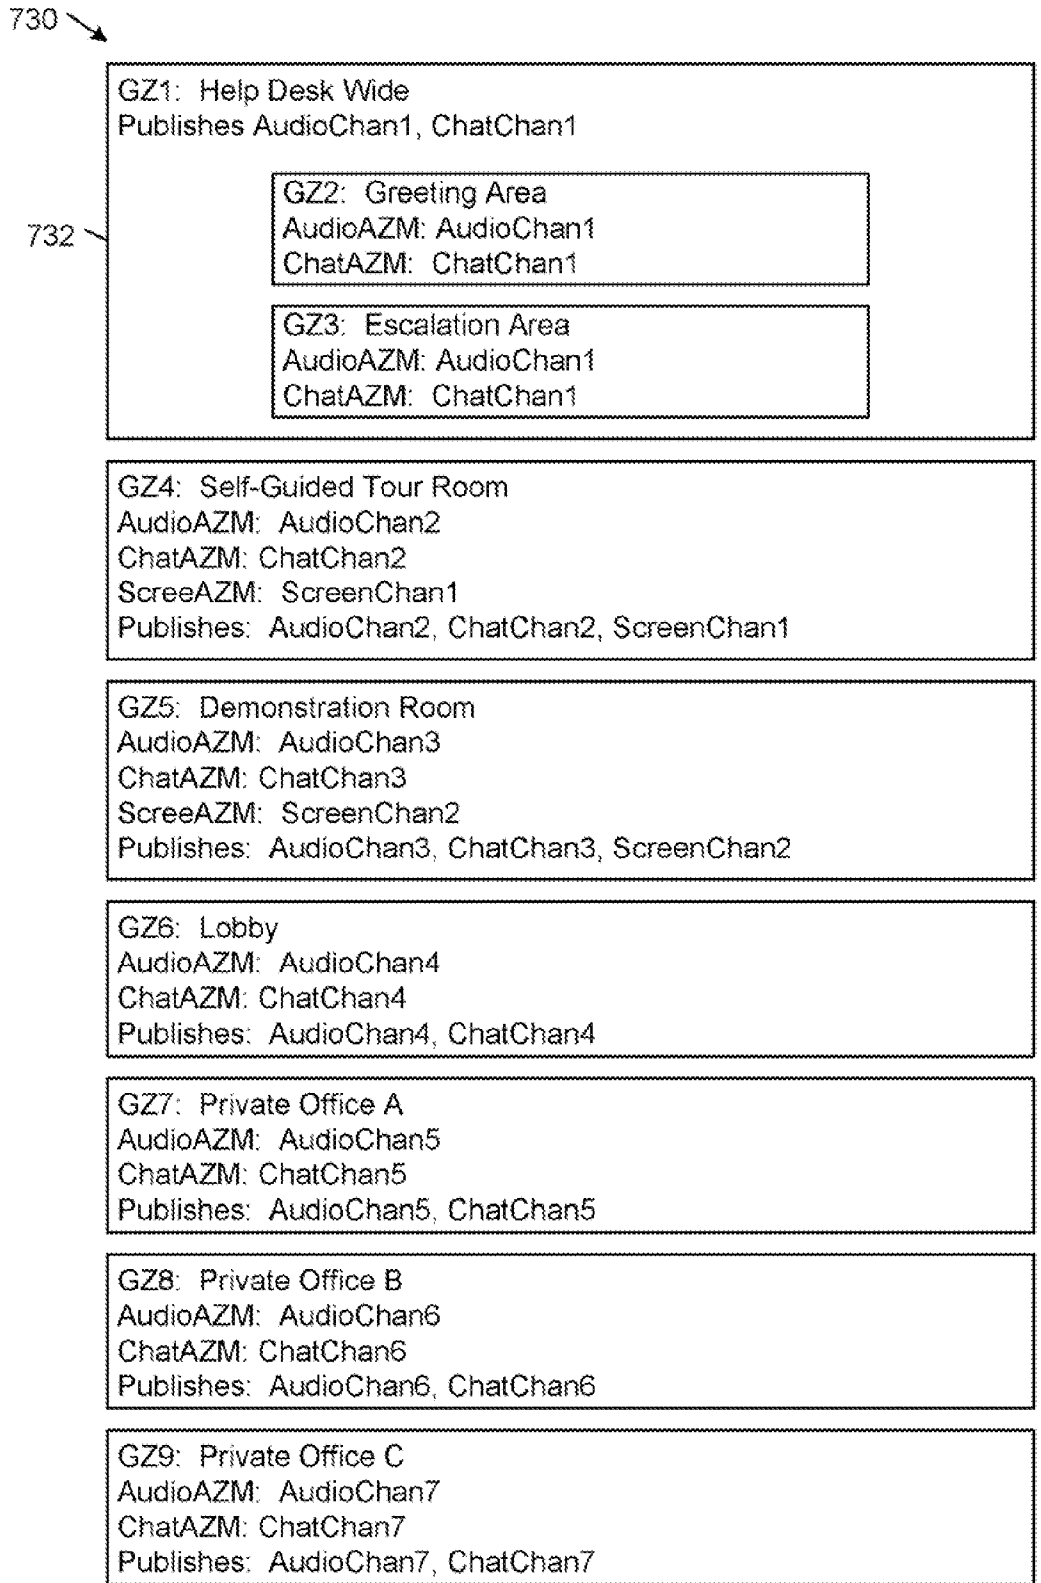 730
GZ1: Help Desk Wide
Publishes AudioChan1, ChatChan1
GZ2: Greeting Area
AudioAZM: AudioChan1
732
ChatAZM: ChatChan1
GZ3: Escalation Area
AudioAZM: AudioChan1
ChatAZM: ChatChan1
GZ4: Self-Guided Tour Room
AudioAZM: AudioChan2
ChatAZM: ChatChan2
ScreeAZM: ScreenChan1
Publishes: AudioChan2, ChatChan2, ScreenChan1
GZ5: Demonstration Room
AudioAZM: AudioChan3
ChatAZM: ChatChan3
ScreeAZM: ScreenChan2
Publishes: AudioChan3, ChatChan3, ScreenChan2
GZ6: Lobby
AudioAZM: AudioChan4
ChatAZM: ChatChan4
Publishes: AudioChan4, ChatChan4
GZ7: Private Office A
AudioAZM: AudioChan5
ChatAZM: ChatChan5
Publishes: AudioChan5, ChatChan5
GZ8: Private Office B
AudioAZM: AudioChan6
ChatAZM: ChatChan6
Publishes: AudioChan6, ChatChan6
GZ9: Private Office C
AudioAZM: AudioChan7
ChatAZM: ChatChan7
Publishes: AudioChan7, ChatChan7